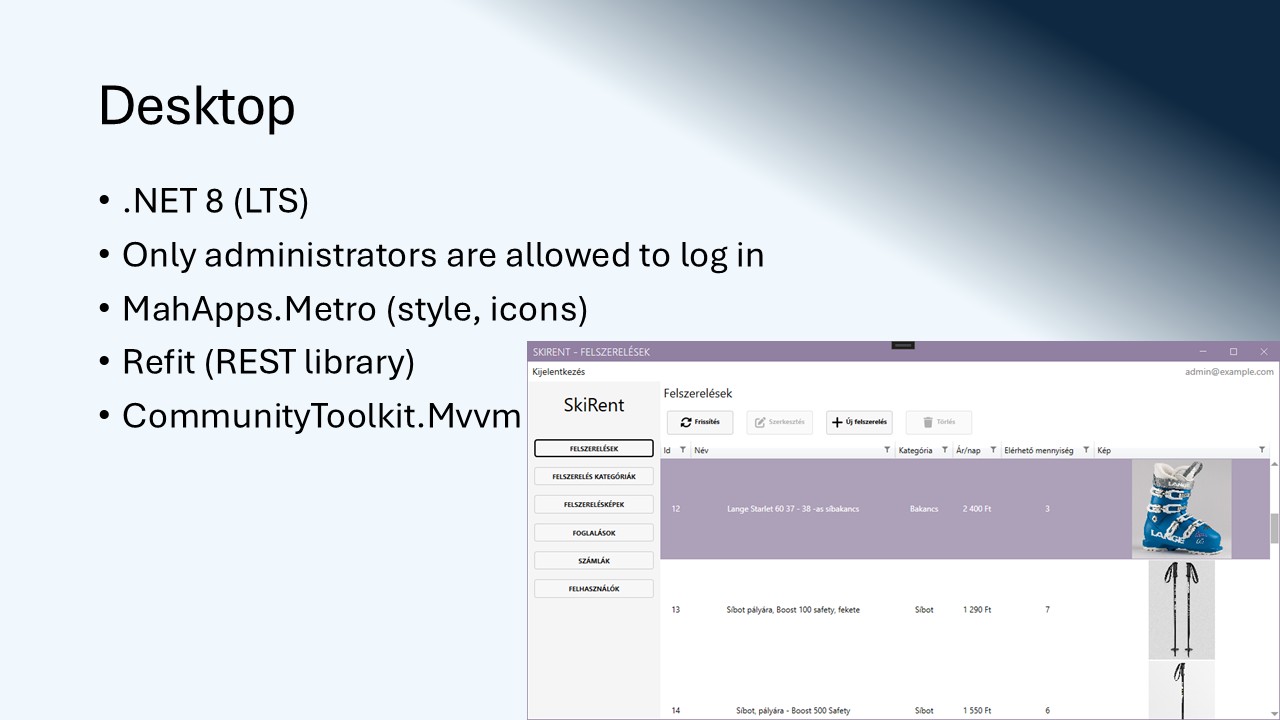 Desktop
• .NET 8 (LTS)
• Only administrators are allowed to log in
• MahApps.Metro (style, icons)
• Refit (REST library)
• CommunityToolkit.Mvvm
SKIRENT - FELSZERELÉSEK
Kijelentkezés
admin@example.com
SkiRent
FELSZERELÉSEK
FELSZERELÉS KATEGÓRIÁK
FELSZERELÉSKÉPEK
FOGLALÁSOK
SZÁMLÁK
FELHASZNÁLÓK
Felszerelések
Frissítés Szerkesztés Új felszerelés Törlés
Id Név Kategória Ár/nap Elérhető mennyiség Kép
12 Lange Starlet 60 37 - 38 -as síbakancs Bakancs 2 400 Ft 3
LANGE
13 Síbot pályára, Boost 100 safety, fekete Síbot 1 290 Ft 7
14 Síbot, pályára - Boost 500 Safety Síbot 1 550 Ft 6